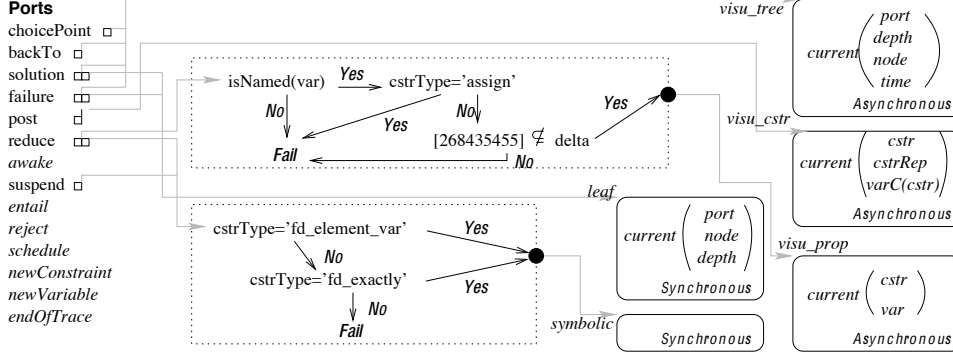 Ports
choicePoint
backTo
solution
failure
post
reduce
awake
suspend
entail
reject
schedule
newConstraint
newVariable
endOfTrace
isNamed(var)
Yes
cstrType='assign'
No
Yes
No
Yes
[268435455] ⊈ delta
Fail
No
cstrType='fd_element_var'
Yes
No
cstrType='fd_exactly'
Yes
No
Fail
leaf
current
port
node
depth
Synchronous
symbolic
Synchronous
visu_tree
current
port
depth
node
time
Asynchronous
visu_cstr
current
cstr
cstrRep
varC(cstr)
Asynchronous
visu_prop
current
cstr
var
Asynchronous